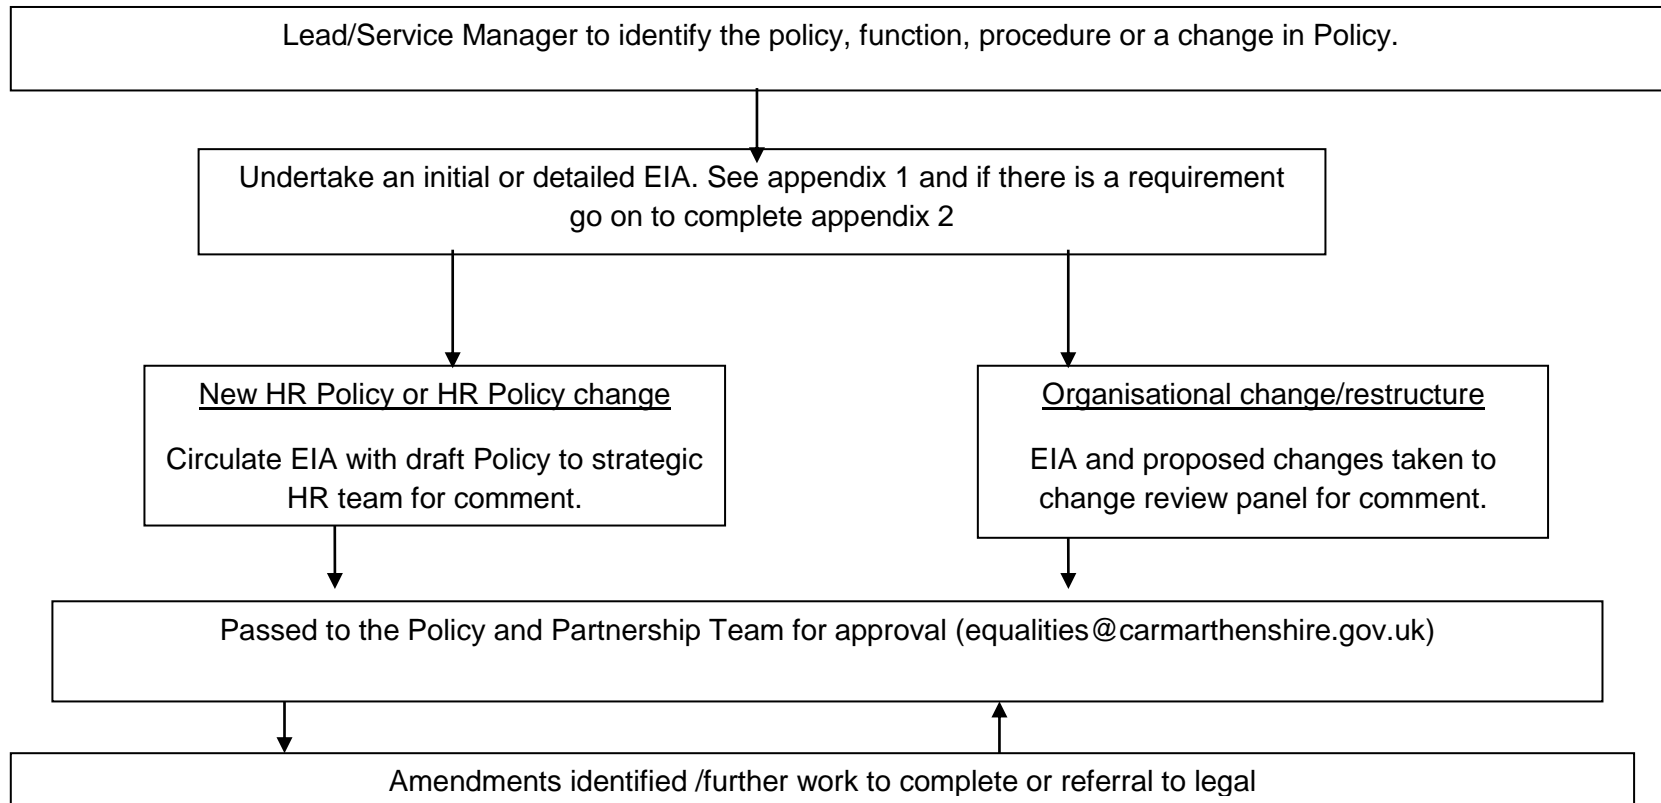 Lead/Service Manager to identify the policy, function, procedure or a change in Policy.
Undertake an initial or detailed EIA. See appendix 1 and if there is a requirement
go on to complete appendix 2
New HR Policy or HR Policy change
Circulate EIA with draft Policy to strategic
HR team for comment.
Organisational change/restructure
EIA and proposed changes taken to
change review panel for comment.
Passed to the Policy and Partnership Team for approval (equalities@carmarthenshire.gov.uk)
Amendments identified /further work to complete or referral to legal